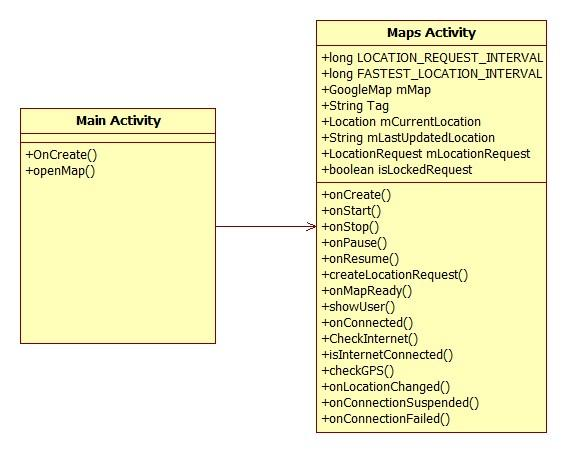 Main Activity
+OnCreate()
+openMap()
Maps Activity
+long LOCATION_REQUEST_INTERVAL
+long FASTEST_LOCATION_INTERVAL
+GoogleMap mMap
+String Tag
+Location mCurrentLocation
+String mLastUpdatedLocation
+LocationRequest mLocationRequest
+boolean isLockedRequest
+onCreate()
+onStart()
+onStop()
+onPause()
+onResume()
+createLocationRequest()
+onMapReady()
+showUser()
+onConnected()
+CheckInternet()
+isInternetConnected()
+checkGPS()
+onLocationChanged()
+onConnectionSuspended()
+onConnectionFailed()